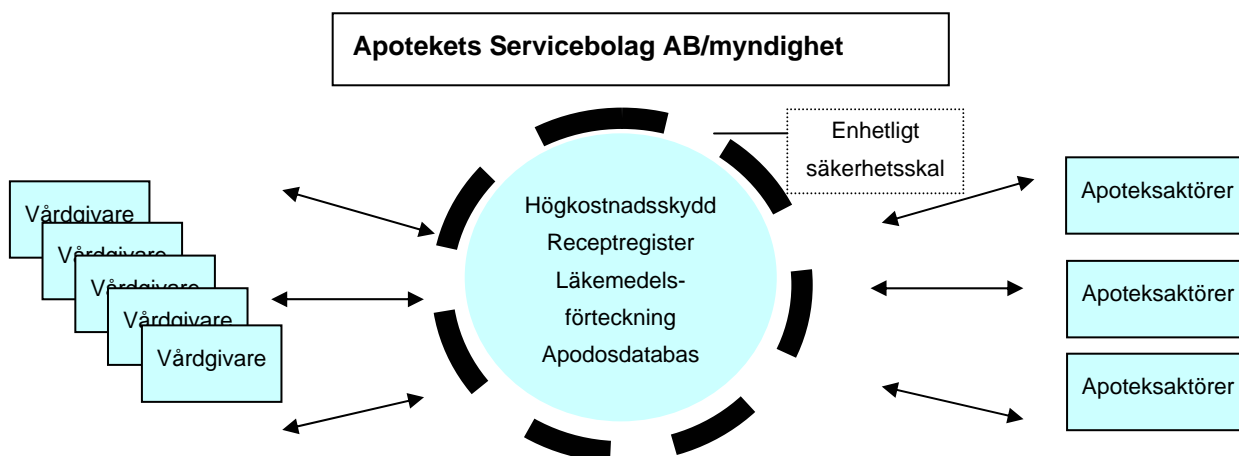 Apotekets Servicebolag AB/myndighet
Enhetligt
säkerhetsskal
Högkostnadsskydd
Receptregister
Läkemedels-
förteckning
Apodosdatabas
Vårdgivare
Vårdgivare
Vårdgivare
Vårdgivare
Vårdgivare
Apoteksaktörer
Apoteksaktörer
Apoteksaktörer